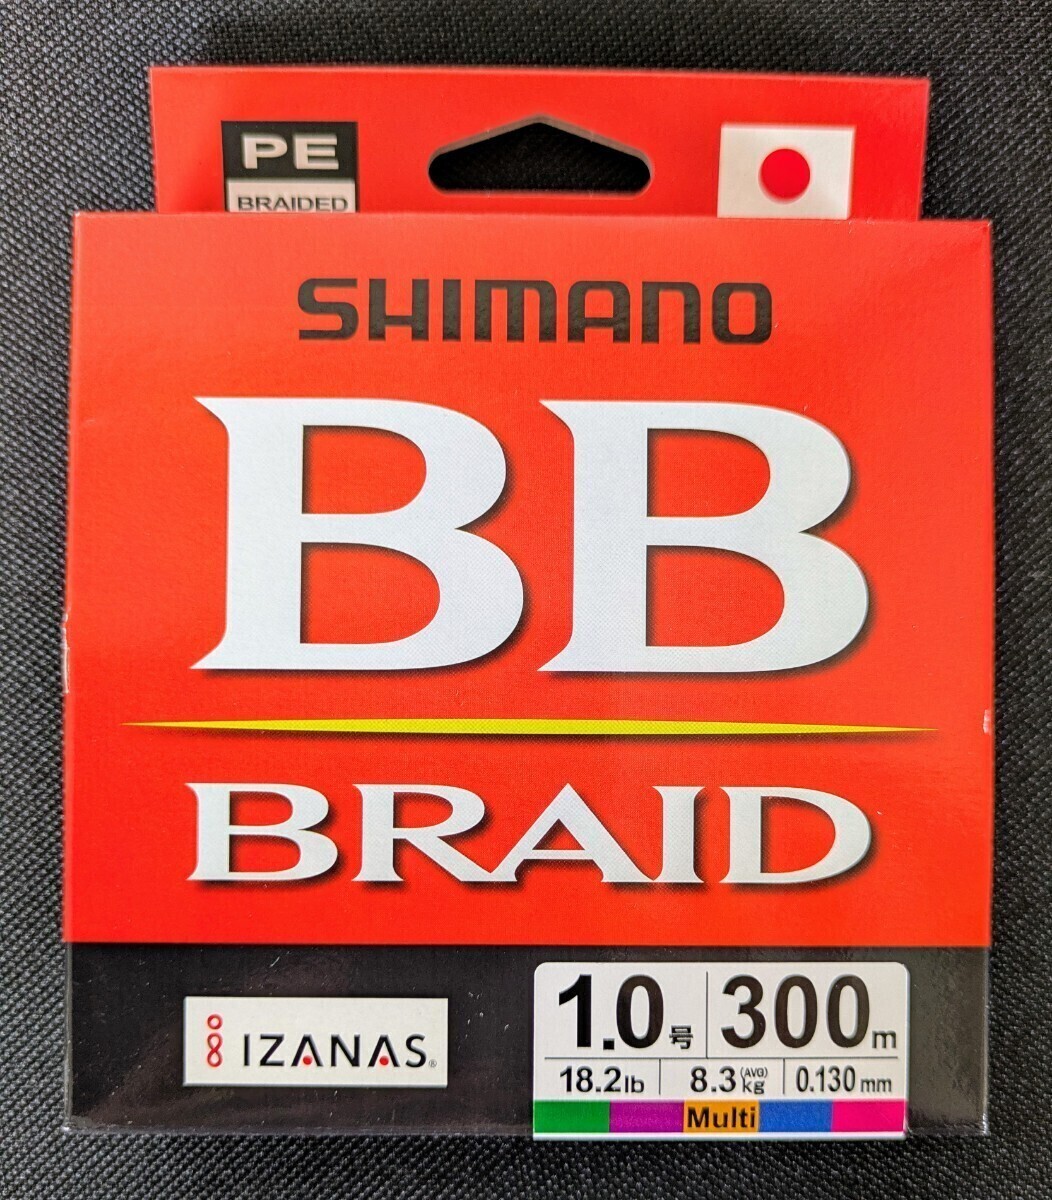 PE
BRAIDED
SHIMANO
BB
BRAID
IZANAS®
1.0号 300m
18.2lb 8.3(AVG)kg 0.130mm
Multi